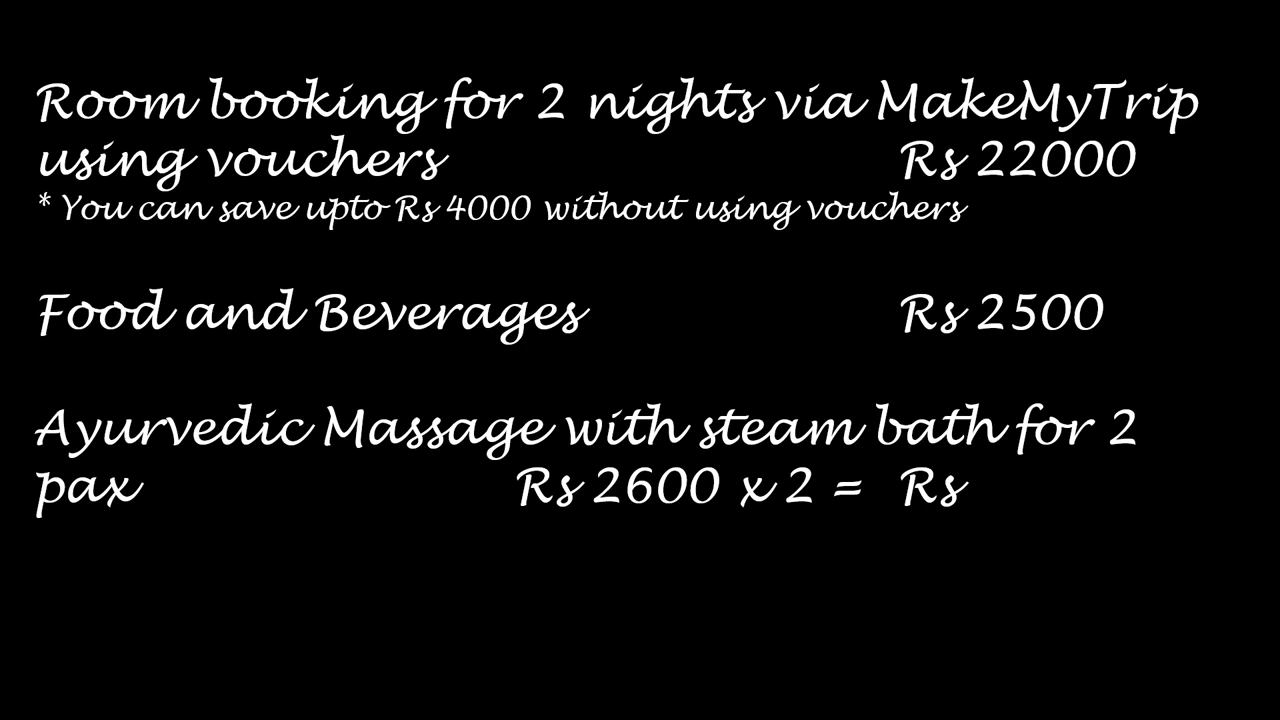 Room booking for 2 nights via MakeMyTrip
using vouchers Rs 22000
* You can save upto Rs 4000 without using vouchers
Food and Beverages Rs 2500
Ayurvedic Massage with steam bath for 2
pax Rs 2600 x 2 = Rs